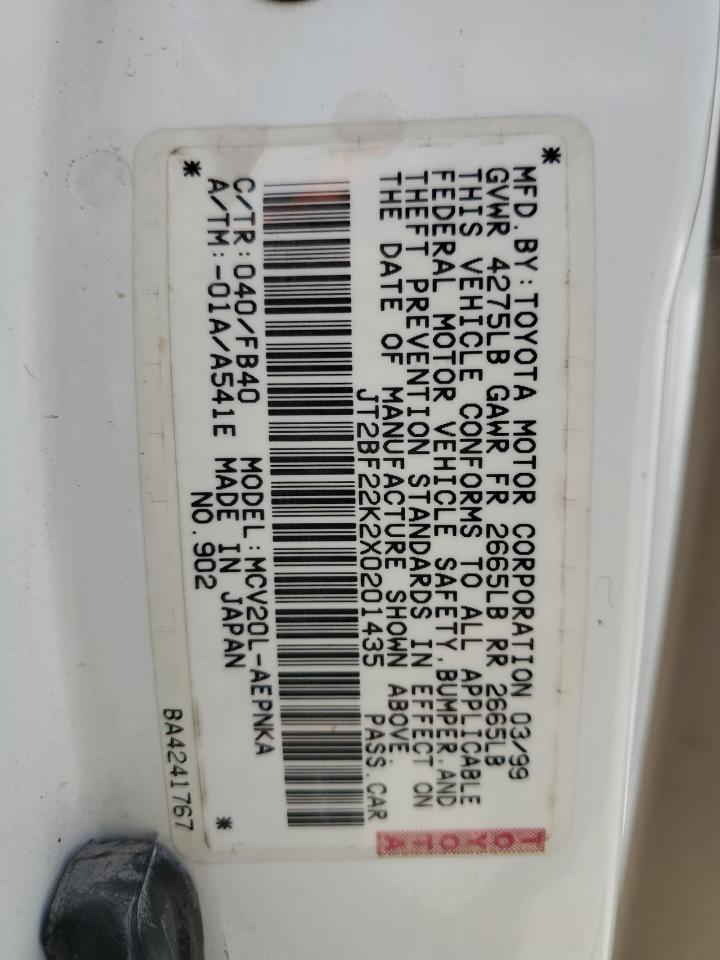 * MFD.BY:TOYOTA MOTOR CORPORATION 03/99
GVWR 4275LB GAWR FR 2665LB RR 2665LB
THIS VEHICLE CONFORMS TO ALL APPLICABLE
FEDERAL MOTOR VEHICLE SAFETY,BUMPER,AND
THEFT PREVENTION STANDARDS IN EFFECT ON
THE DATE OF MANUFACTURE SHOWN ABOVE.
JT2BF22K2X0201435 PASS.CAR
TOYOTA
C/TR:040/FB40 MODEL:MCV20L-AEPNKA
A/TM:-01A/A541E MADE IN JAPAN
* NO.902 *
BA4241767